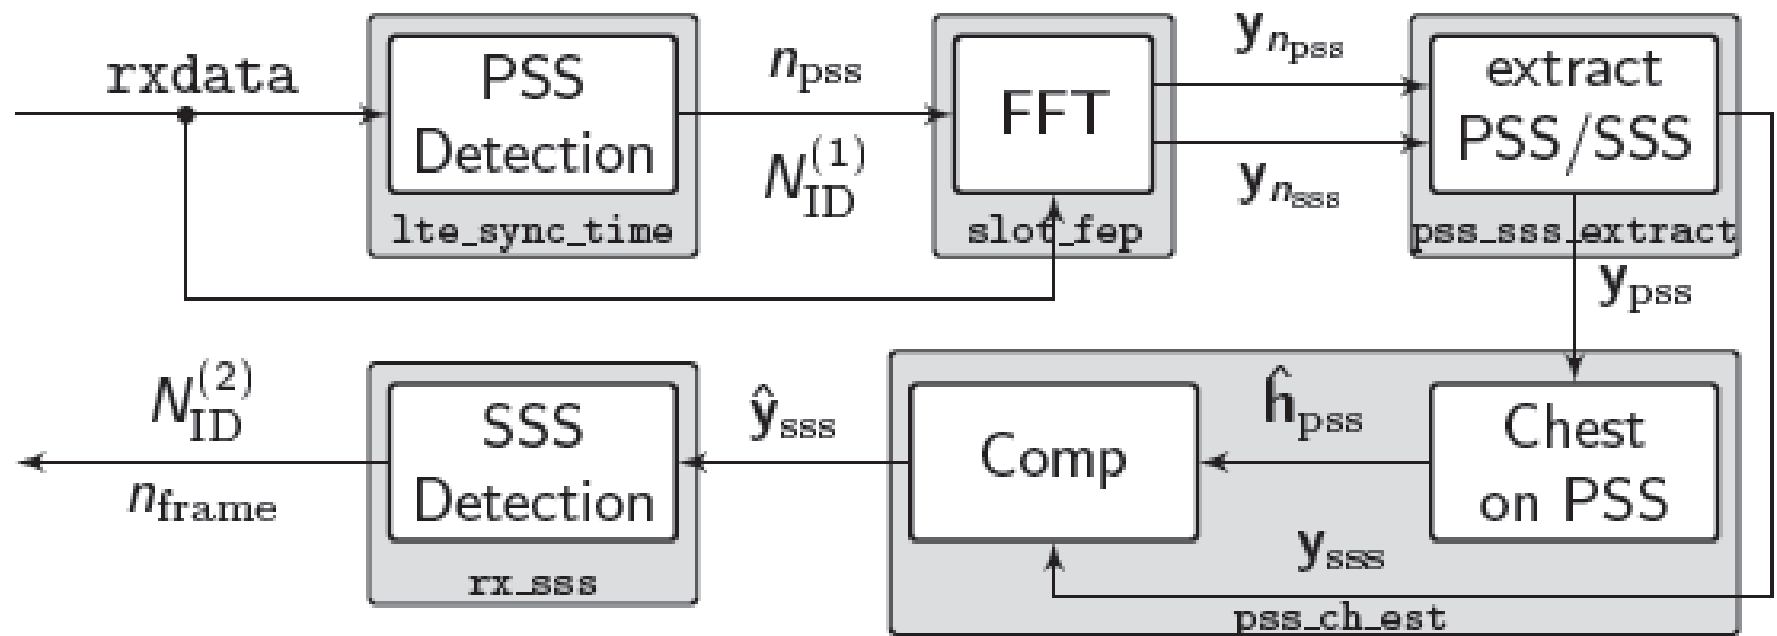 rxdata
PSS
Detection
lte_sync_time
n_pss
N_ID^(1)
FFT
slot_fep
y_n_pss
y_n_sss
extract
PSS/SSS
pss_sss_extract
y_pss
N_ID^(2)
n_frame
SSS
Detection
rx_sss
ŷ_sss
Comp
ĥ_pss
Chest
on PSS
y_sss
pss_ch_est